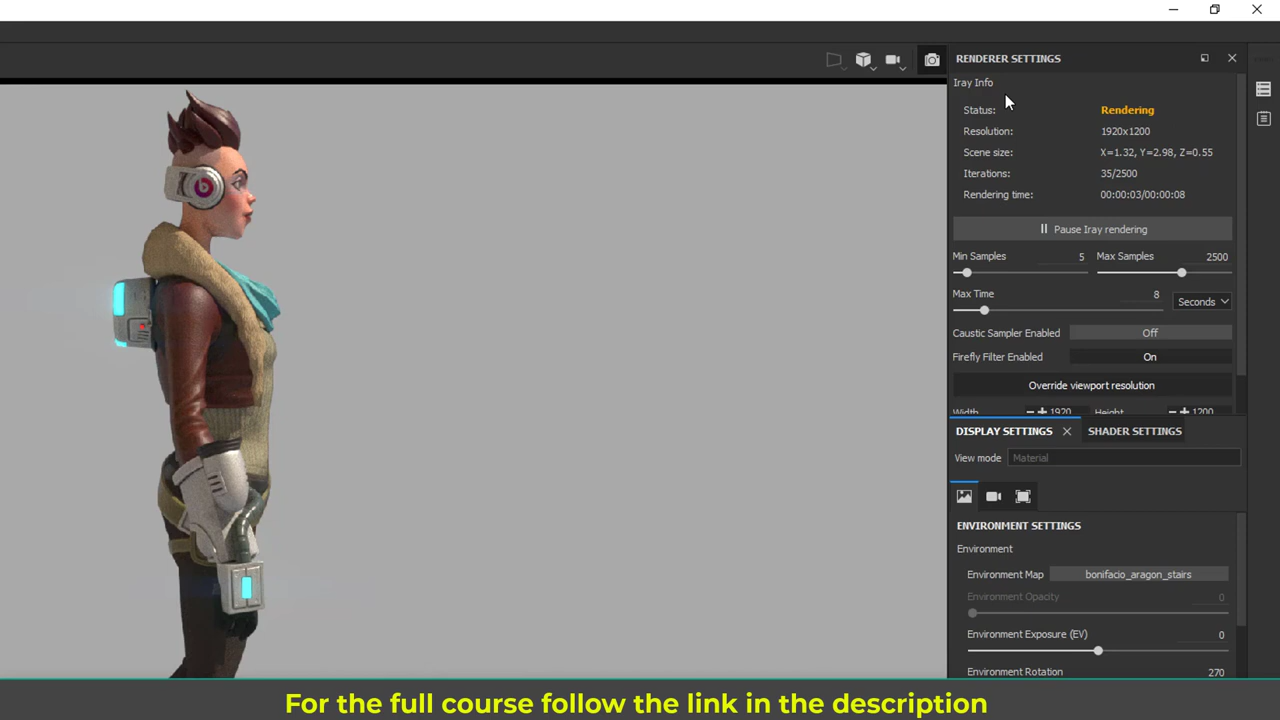 RENDERER SETTINGS
Iray Info
Status: Rendering
Resolution: 1920x1200
Scene size: X=1.32, Y=2.98, Z=0.55
Iterations: 35/2500
Rendering time: 00:00:03/00:00:08
Pause Iray rendering
Min Samples 5 Max Samples 2500
Max Time 8
Seconds
Caustic Sampler Enabled Off
Firefly Filter Enabled On
Override viewport resolution
Width 1920 Height 1200
DISPLAY SETTINGS SHADER SETTINGS
View mode Material
ENVIRONMENT SETTINGS
Environment
Environment Map bonifacio_aragon_stairs
Environment Opacity 0
Environment Exposure (EV) 0
Environment Rotation 270
For the full course follow the link in the description